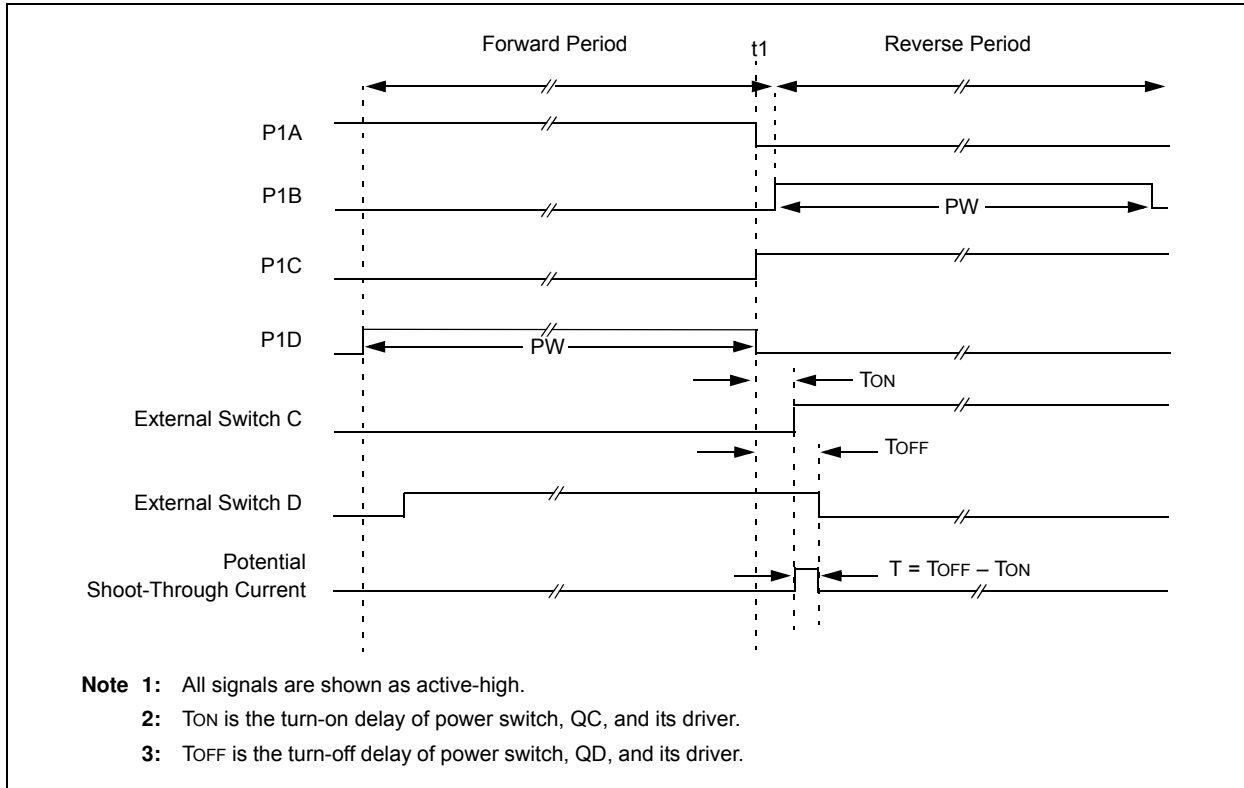 Forward Period
t1
Reverse Period
P1A
P1B
PW
P1C
P1D
PW
TON
External Switch C
TOFF
External Switch D
Potential
Shoot-Through Current
T = TOFF – TON
Note 1: All signals are shown as active-high.
2: TON is the turn-on delay of power switch, QC, and its driver.
3: TOFF is the turn-off delay of power switch, QD, and its driver.